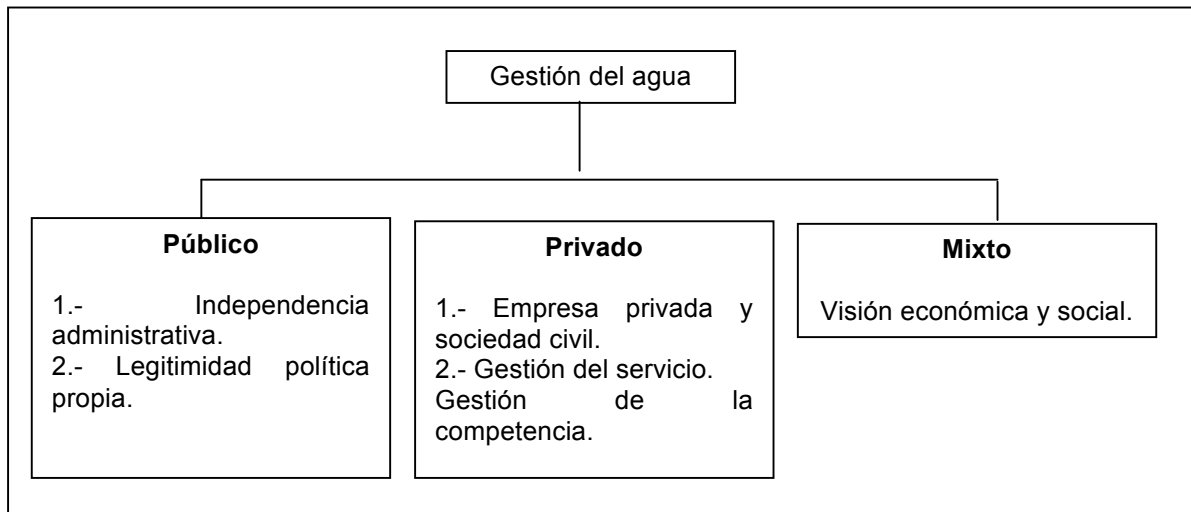 Gestión del agua
Público
1.- Independencia
administrativa.
2.- Legitimidad política
propia.
Privado
1.- Empresa privada y
sociedad civil.
2.- Gestión del servicio.
Gestión de la
competencia.
Mixto
Visión económica y social.